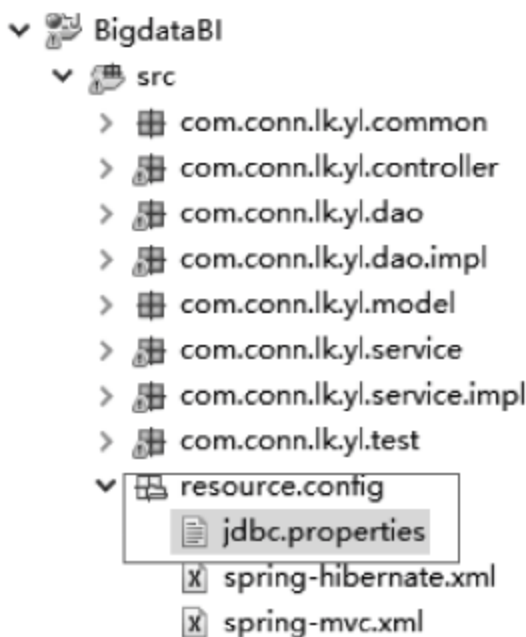 BigdataBI
src
com.conn.lk.yl.common
com.conn.lk.yl.controller
com.conn.lk.yl.dao
com.conn.lk.yl.dao.impl
com.conn.lk.yl.model
com.conn.lk.yl.service
com.conn.lk.yl.service.impl
com.conn.lk.yl.test
resource.config
jdbc.properties
spring-hibernate.xml
spring-mvc.xml